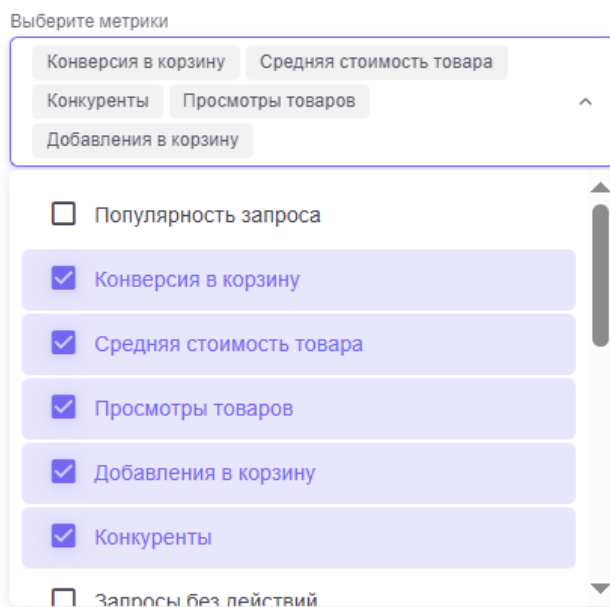 Выберите метрики
Конверсия в корзину Средняя стоимость товара
Конкуренты Просмотры товаров
Добавления в корзину
Популярность запроса
Конверсия в корзину
Средняя стоимость товара
Просмотры товаров
Добавления в корзину
Конкуренты
Запросы без действий